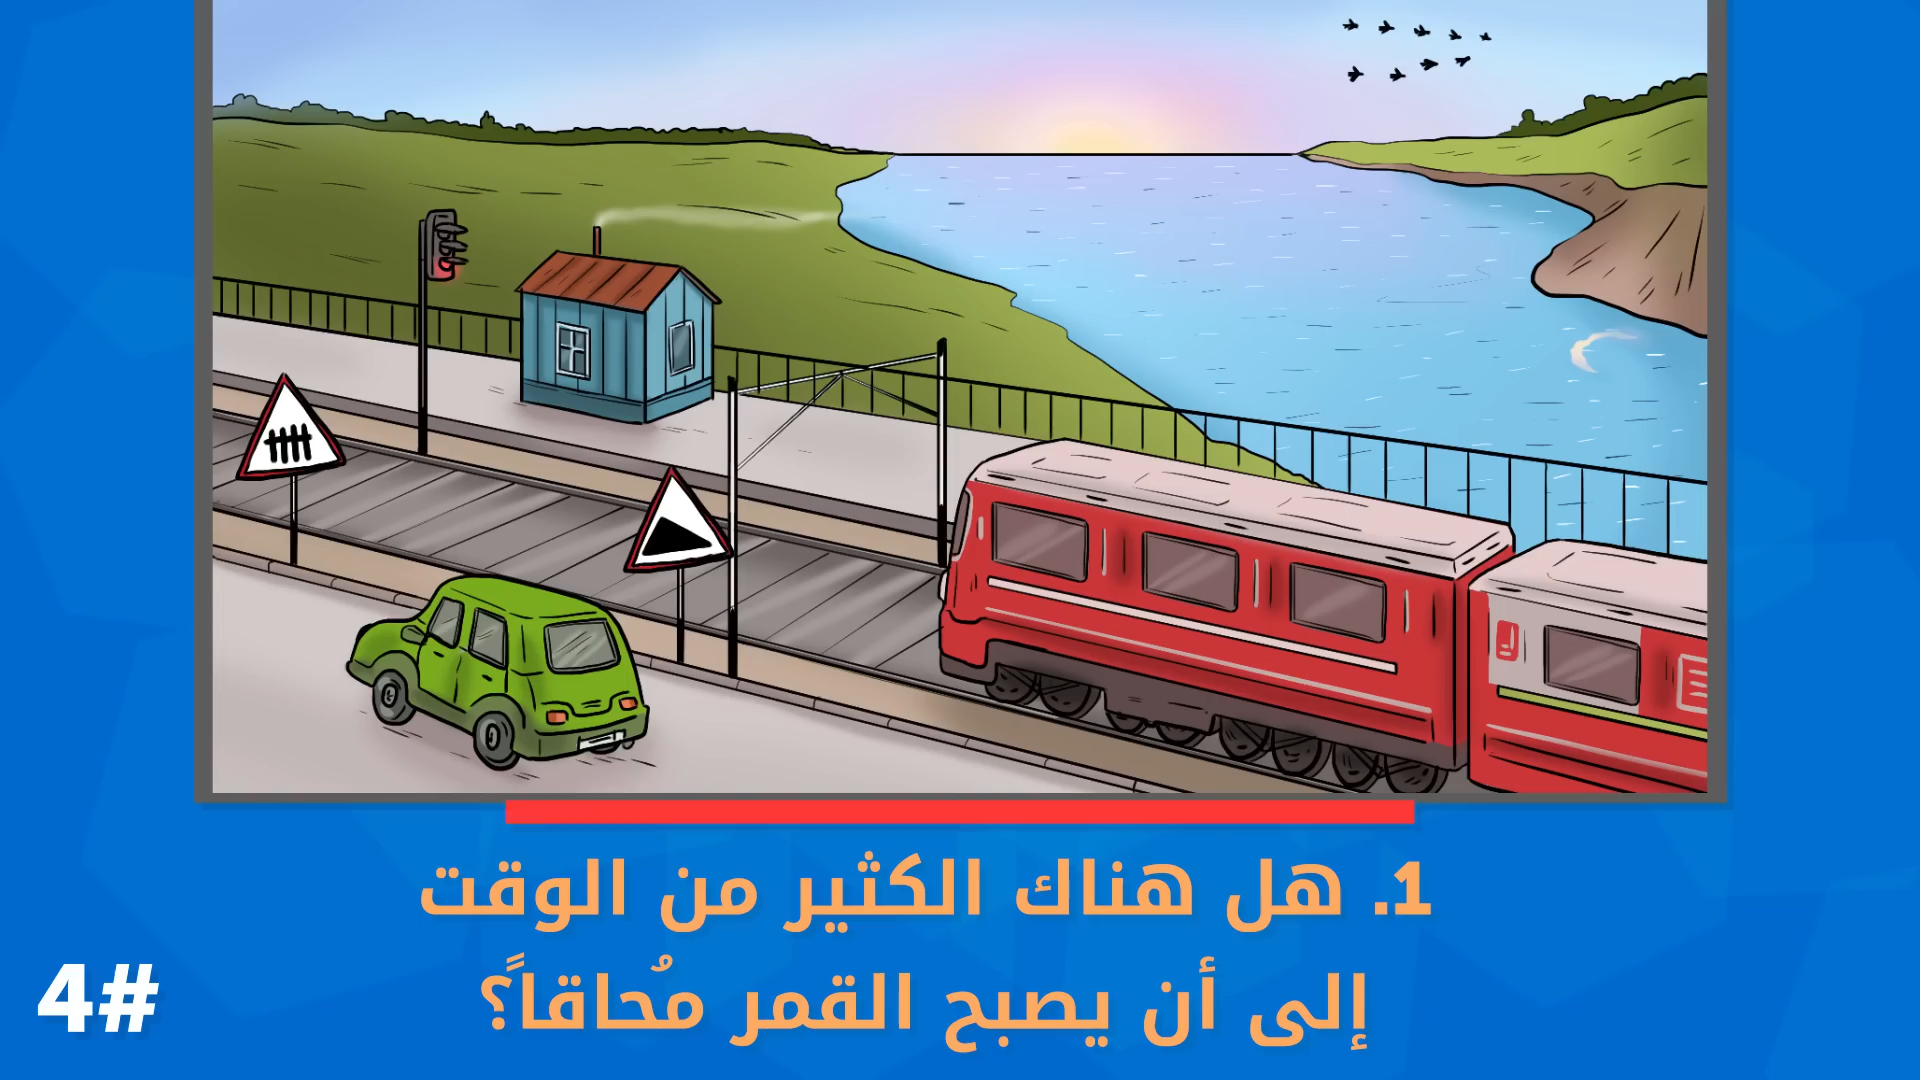 1. هل هناك الكثير من الوقت
إلى أن يصبح القمر مُحاقاً؟
#4